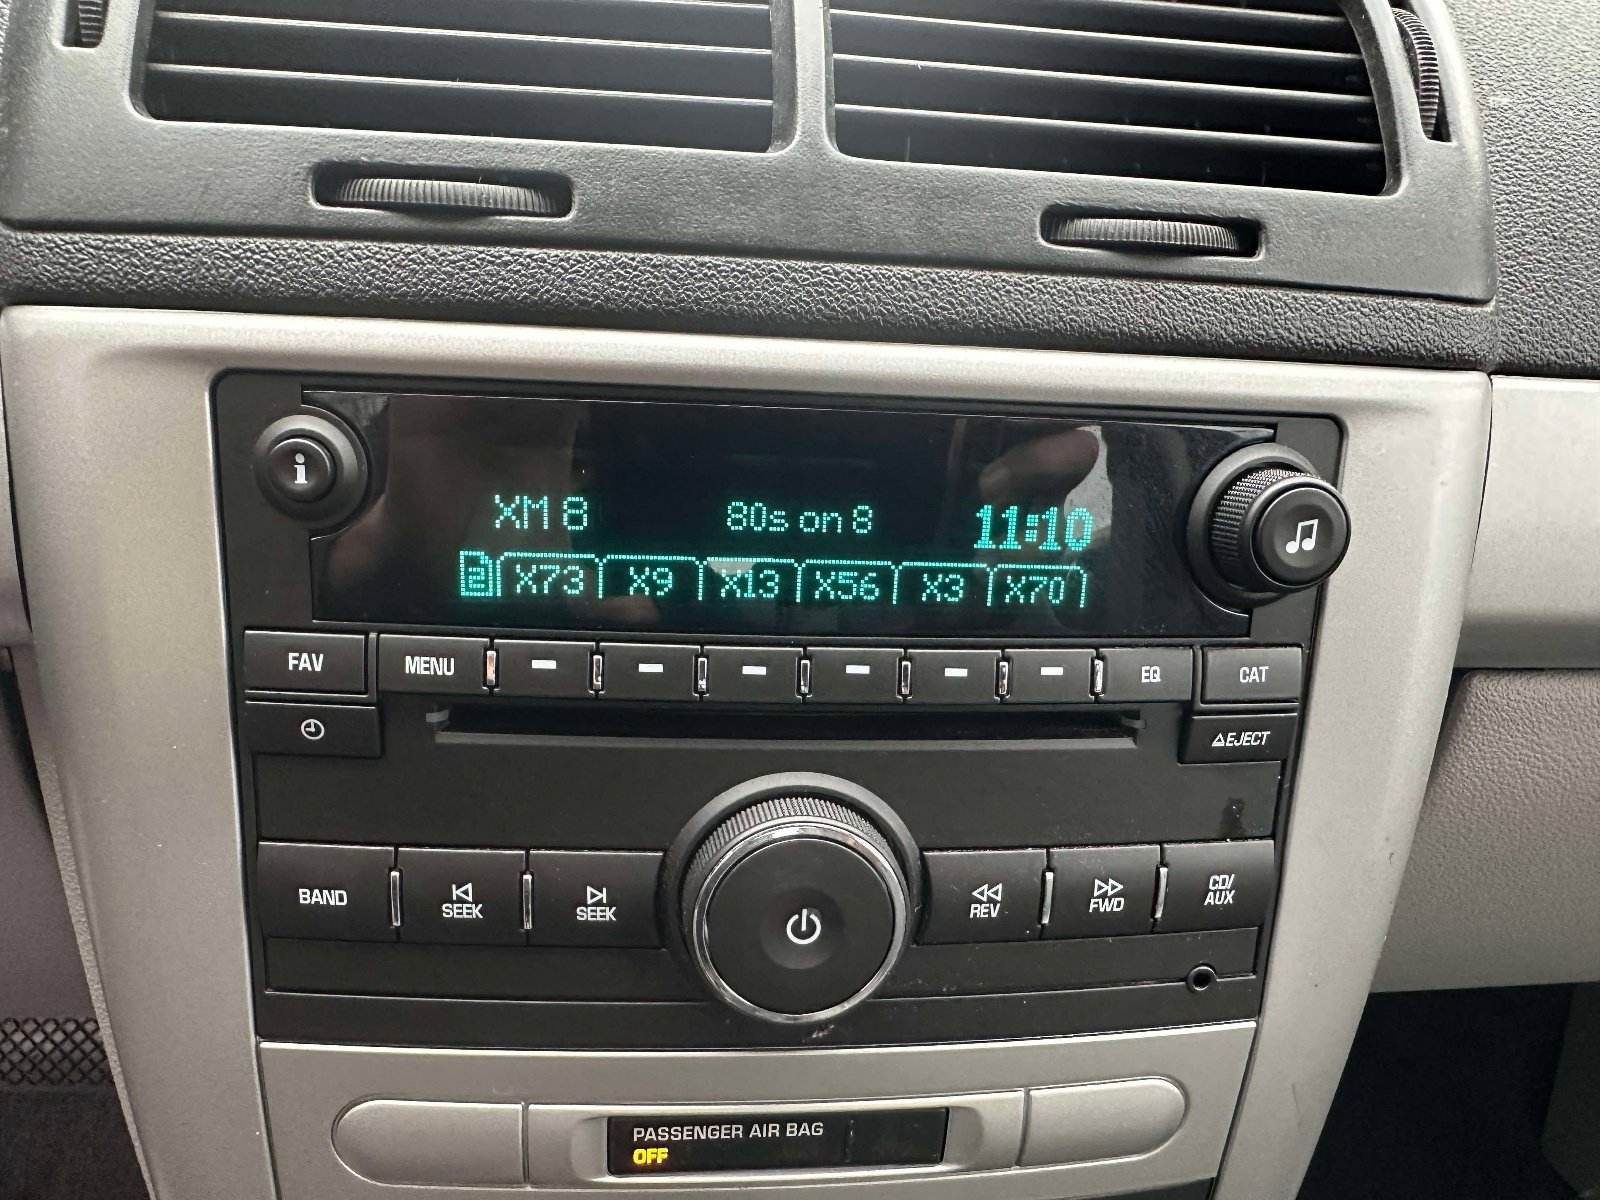 i
XM 8 80s on 8 11:10
2 X73 X9 X13 X56 X3 X70
FAV MENU EQ CAT
EJECT
BAND SEEK SEEK REV FWD CD/AUX
PASSENGER AIR BAG
OFF